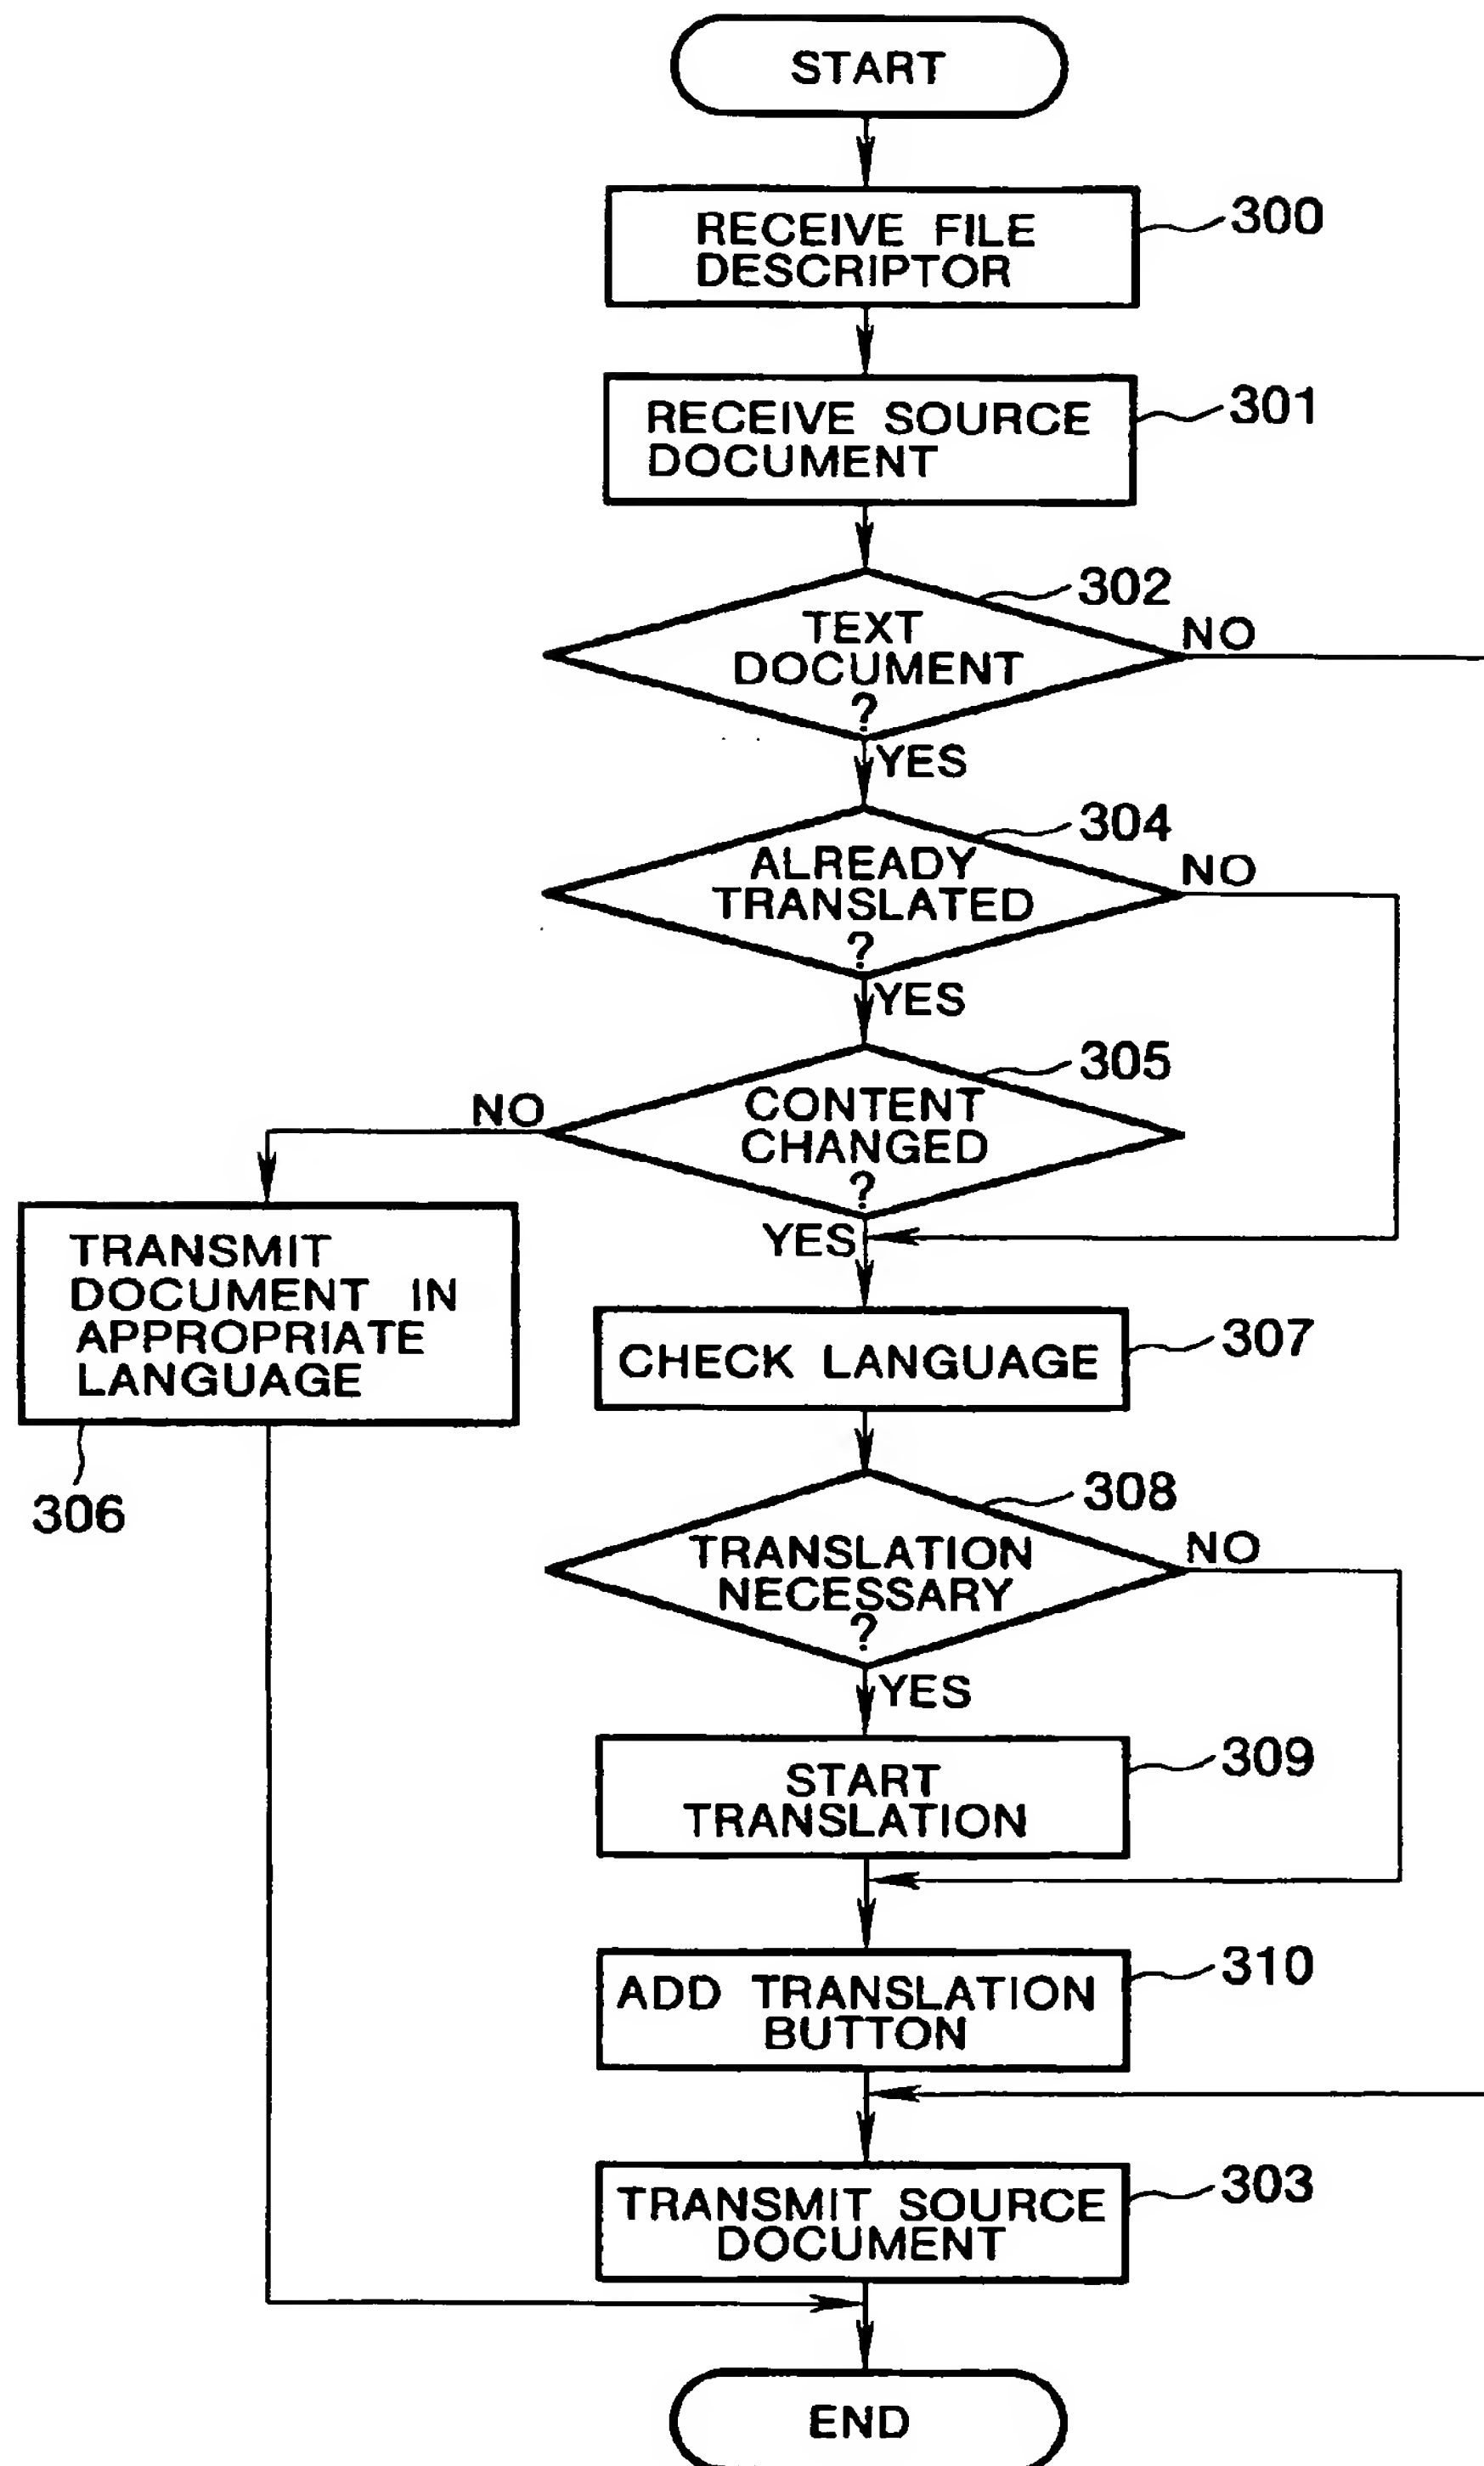 START
RECEIVE FILE
DESCRIPTOR
300
RECEIVE SOURCE
DOCUMENT
301
302
TEXT
DOCUMENT
?
NO
YES
304
ALREADY
TRANSLATED
?
NO
YES
305
CONTENT
CHANGED
?
NO
YES
TRANSMIT
DOCUMENT IN
APPROPRIATE
LANGUAGE
306
CHECK LANGUAGE
307
308
TRANSLATION
NECESSARY
?
NO
YES
START
TRANSLATION
309
ADD TRANSLATION
BUTTON
310
TRANSMIT SOURCE
DOCUMENT
303
END